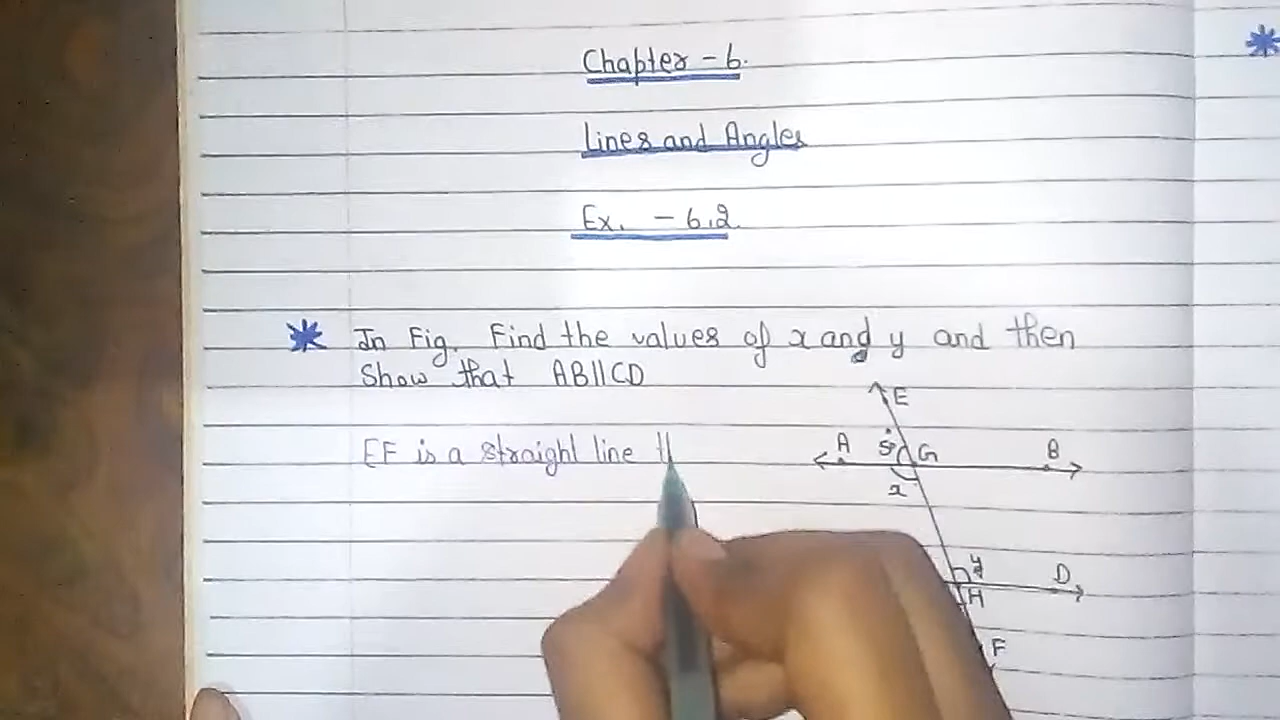 Chapter - 6.
Lines and Angles
Ex. - 6.2.
In Fig. Find the values of x and y and then
Show that AB||CD
E
EF is a straight line
A
G
B
x
y
D
H
F